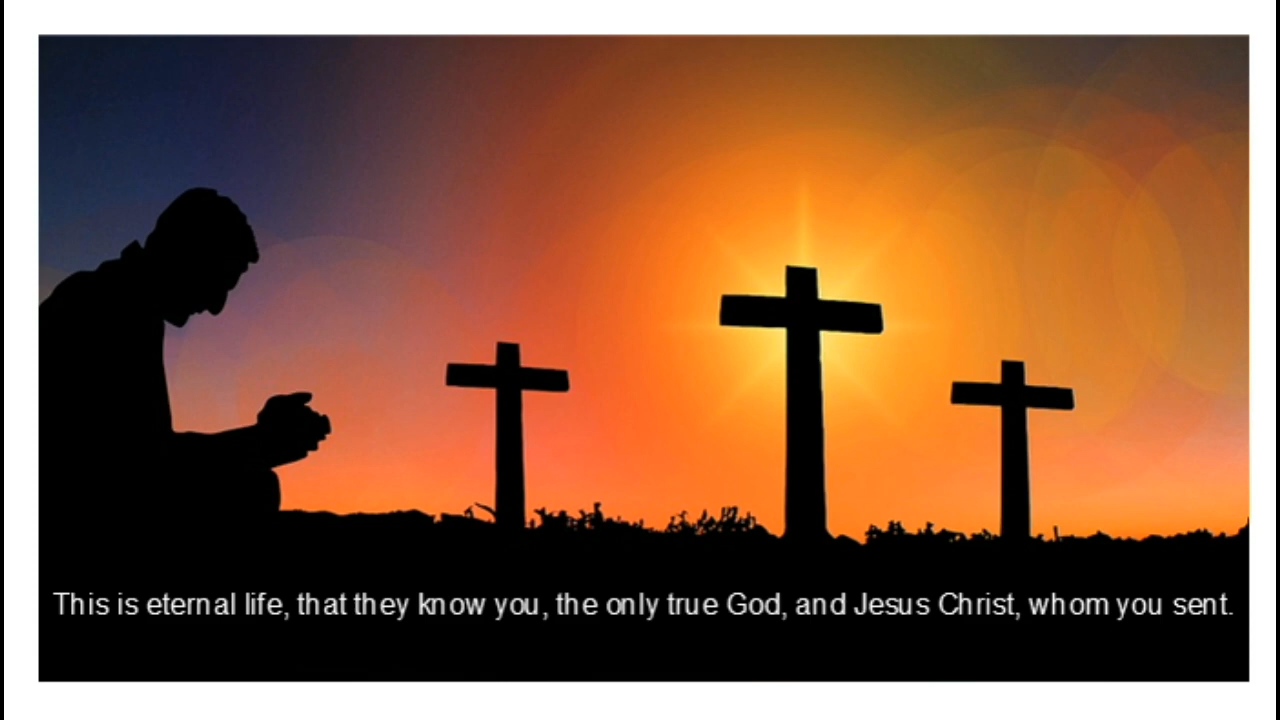 This is eternal life, that they know you, the only true God, and Jesus Christ, whom you sent.